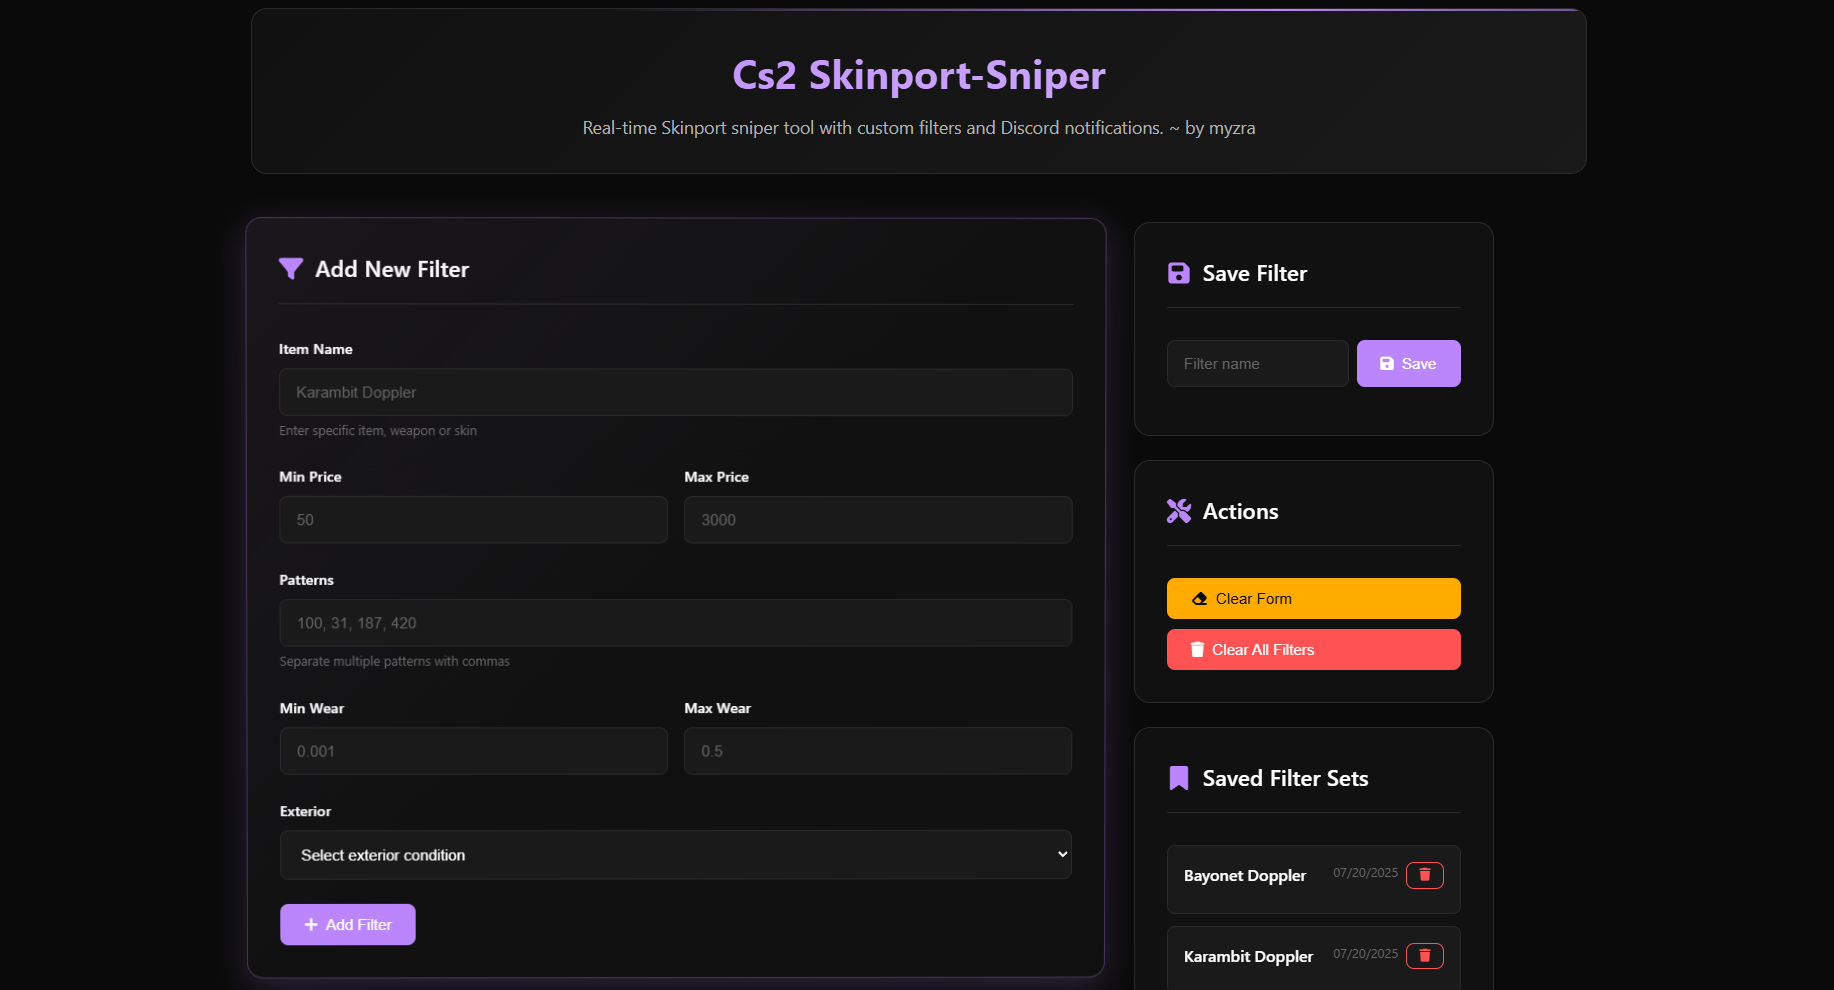 Cs2 Skinport-Sniper
Real-time Skinport sniper tool with custom filters and Discord notifications. ~ by myzra
Add New Filter
Item Name
Karambit Doppler
Enter specific item, weapon or skin
Min Price
Max Price
50
3000
Patterns
100, 31, 187, 420
Separate multiple patterns with commas
Min Wear
Max Wear
0.001
0.5
Exterior
Select exterior condition
Add Filter
Save Filter
Filter name
Save
Actions
Clear Form
Clear All Filters
Saved Filter Sets
Bayonet Doppler
07/20/2025
Karambit Doppler
07/20/2025